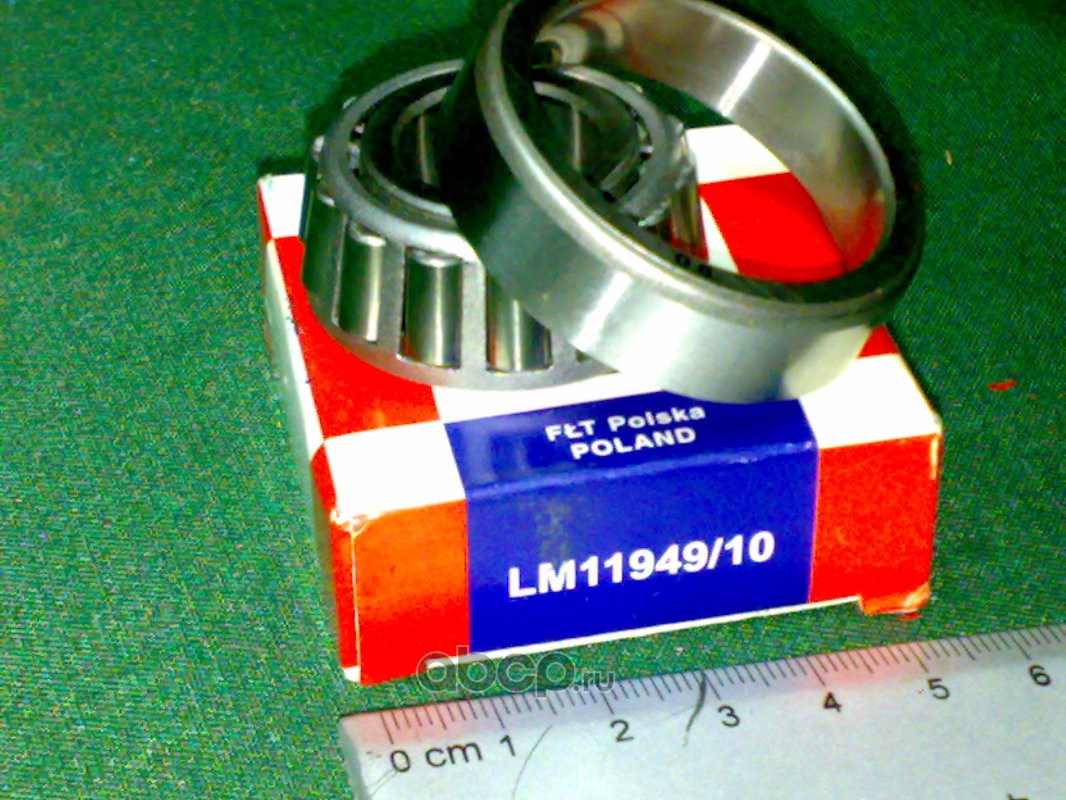 FŁT Polska
POLAND
LM11949/10
abcp.ru
0 cm 1 2 3 4 5 6